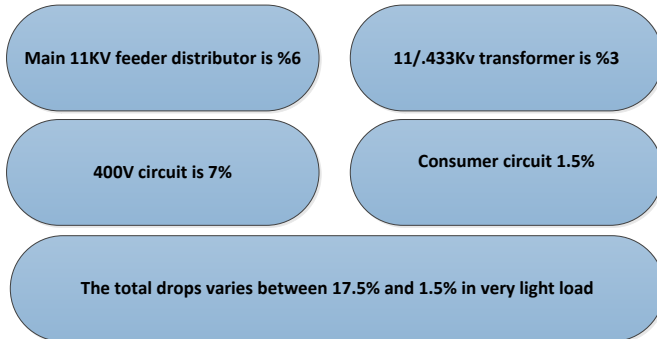 Main 11KV feeder distributor is %6
11/.433Kv transformer is %3
400V circuit is 7%
Consumer circuit 1.5%
The total drops varies between 17.5% and 1.5% in very light load